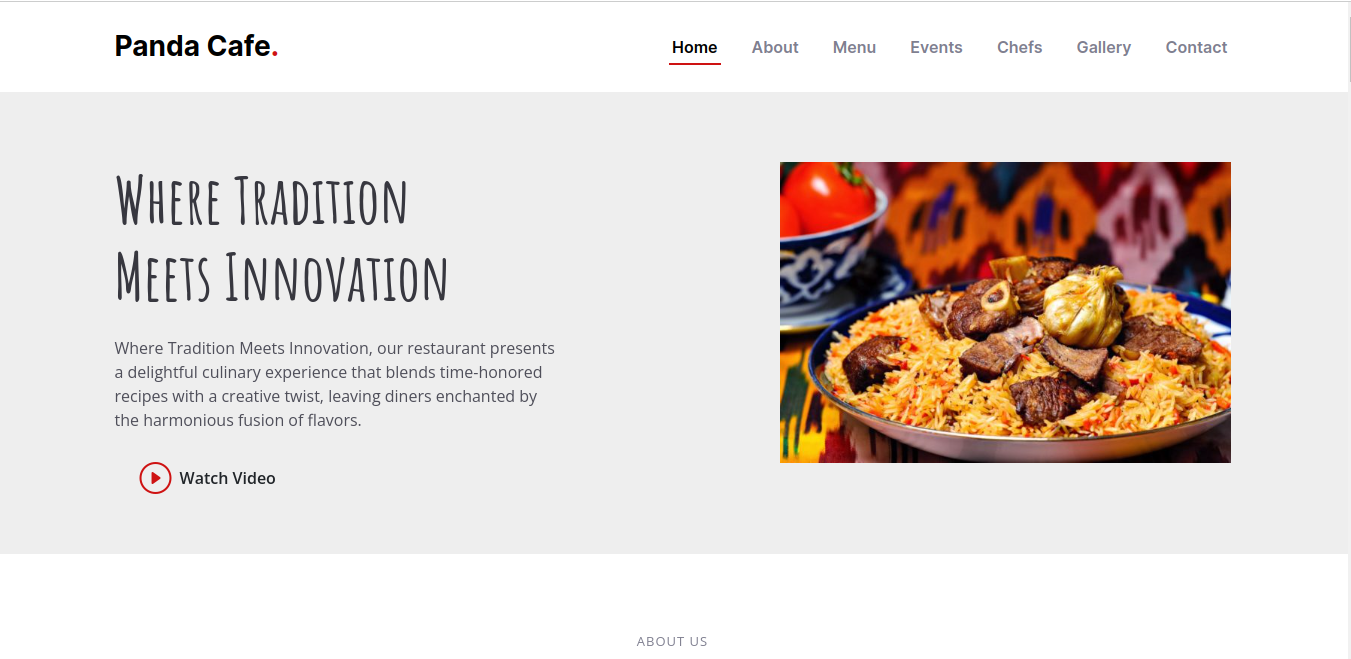 Panda Cafe.
Home About Menu Events Chefs Gallery Contact
Where Tradition
Meets Innovation
Where Tradition Meets Innovation, our restaurant presents
a delightful culinary experience that blends time-honored
recipes with a creative twist, leaving diners enchanted by
the harmonious fusion of flavors.
Watch Video
ABOUT US